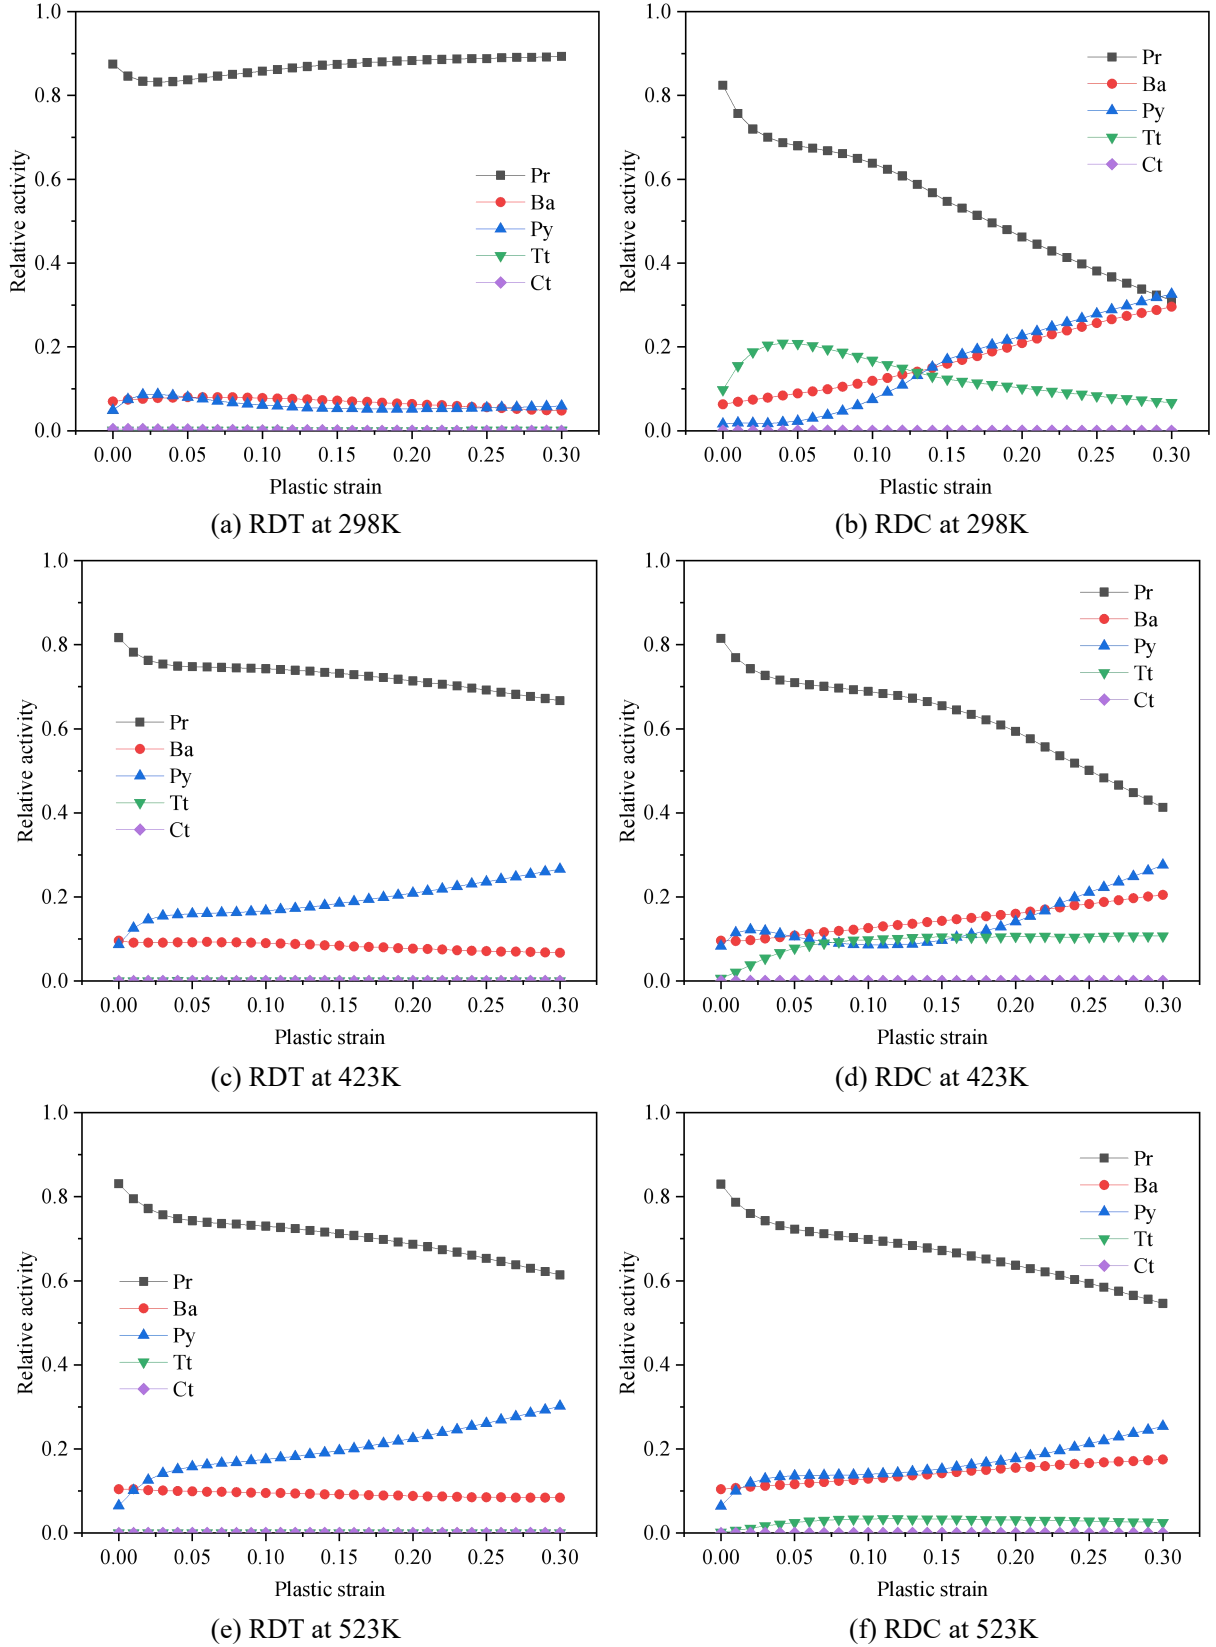 1.0
0.8
0.6
0.4
0.2
0.0
Relative activity
Pr
Ba
Py
Tt
Ct
0.00 0.05 0.10 0.15 0.20 0.25 0.30
Plastic strain
(a) RDT at 298K
1.0
0.8
0.6
0.4
0.2
0.0
Relative activity
Pr
Ba
Py
Tt
Ct
0.00 0.05 0.10 0.15 0.20 0.25 0.30
Plastic strain
(b) RDC at 298K
1.0
0.8
0.6
0.4
0.2
0.0
Relative activity
Pr
Ba
Py
Tt
Ct
0.00 0.05 0.10 0.15 0.20 0.25 0.30
Plastic strain
(c) RDT at 423K
1.0
0.8
0.6
0.4
0.2
0.0
Relative activity
Pr
Ba
Py
Tt
Ct
0.00 0.05 0.10 0.15 0.20 0.25 0.30
Plastic strain
(d) RDC at 423K
1.0
0.8
0.6
0.4
0.2
0.0
Relative activity
Pr
Ba
Py
Tt
Ct
0.00 0.05 0.10 0.15 0.20 0.25 0.30
Plastic strain
(e) RDT at 523K
1.0
0.8
0.6
0.4
0.2
0.0
Relative activity
Pr
Ba
Py
Tt
Ct
0.00 0.05 0.10 0.15 0.20 0.25 0.30
Plastic strain
(f) RDC at 523K